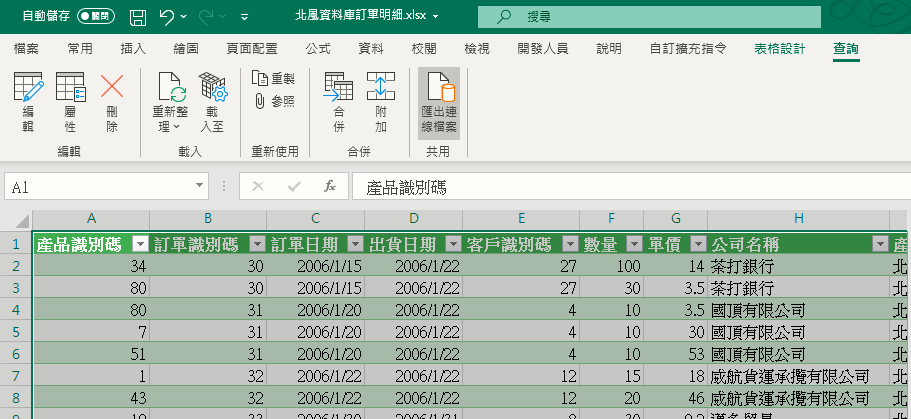 自動儲存 關閉 北風資料庫訂單明細.xlsx 搜尋
檔案 常用 插入 繪圖 頁面配置 公式 資料 校閱 檢視 開發人員 說明 自訂擴充指令 表格設計 查詢
編輯 屬性 刪除 重新整理 載入至 重製 參照 合併 附加 匯出連線檔案
編輯 載入 重新使用 合併 共用
A1 fx 產品識別碼
A B C D E F G H
1 產品識別碼 訂單識別碼 訂單日期 出貨日期 客戶識別碼 數量 單價 公司名稱 產
2 34 30 2006/1/15 2006/1/22 27 100 14 茶打銀行 北
3 80 30 2006/1/15 2006/1/22 27 30 3.5 茶打銀行 北
4 80 31 2006/1/20 2006/1/22 4 10 3.5 國頂有限公司 北
5 7 31 2006/1/20 2006/1/22 4 10 30 國頂有限公司 北
6 51 31 2006/1/20 2006/1/22 4 10 53 國頂有限公司 北
7 1 32 2006/1/22 2006/1/22 12 15 18 威航貨運承攬有限公司 北
8 43 32 2006/1/22 2006/1/22 12 20 46 威航貨運承攬有限公司 北